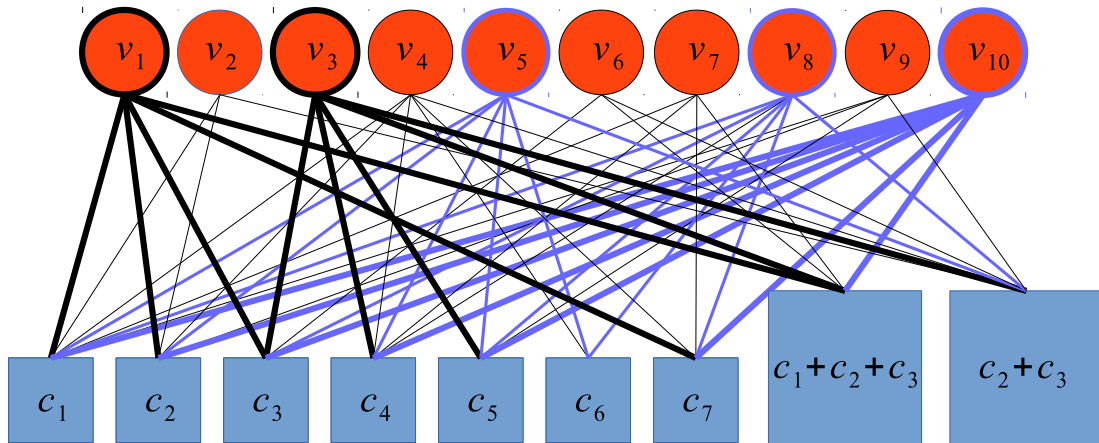 v₁ v₂ v₃ v₄ v₅ v₆ v₇ v₈ v₉ v₁₀
c₁ c₂ c₃ c₄ c₅ c₆ c₇ c₁+c₂+c₃ c₂+c₃